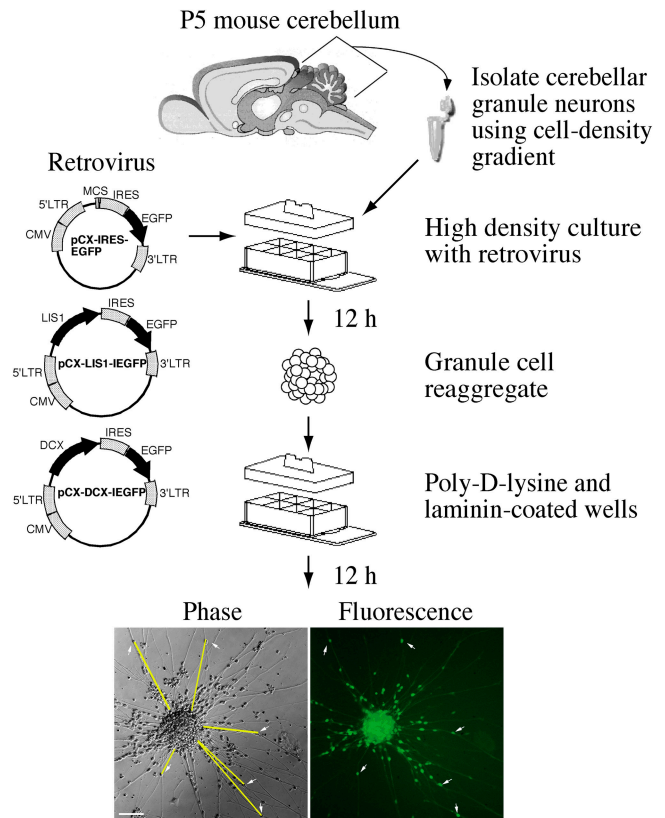 P5 mouse cerebellum
Isolate cerebellar
granule neurons
using cell-density
gradient
Retrovirus
MCS
IRES
5'LTR
EGFP
CMV
pCX-IRES-
EGFP
3'LTR
High density culture
with retrovirus
12 h
IRES
LIS1
EGFP
pCX-LIS1-IEGFP
5'LTR
3'LTR
CMV
Granule cell
reaggregate
IRES
DCX
EGFP
pCX-DCX-IEGFP
5'LTR
3'LTR
CMV
Poly-D-lysine and
laminin-coated wells
12 h
Phase
Fluorescence